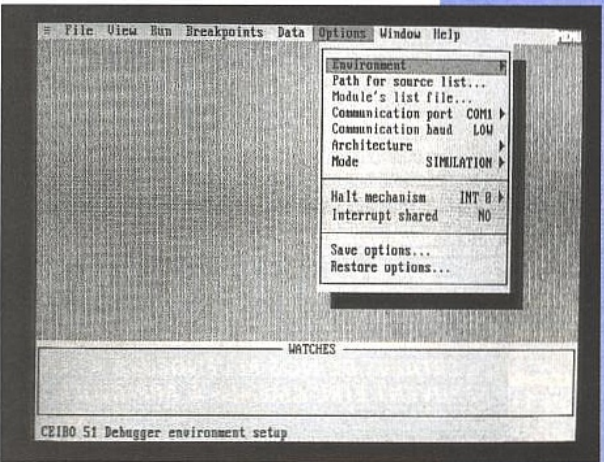 ≡ File View Run Breakpoints Data Options Window Help MENU
Environment
Path for source list...
Module's list file...
Communication port COM1
Communication baud LOW
Architecture
Mode SIMULATION
Halt mechanism INT 0
Interrupt shared NO
Save options...
Restore options...
WATCHES
CEIBO 51 Debugger environment setup